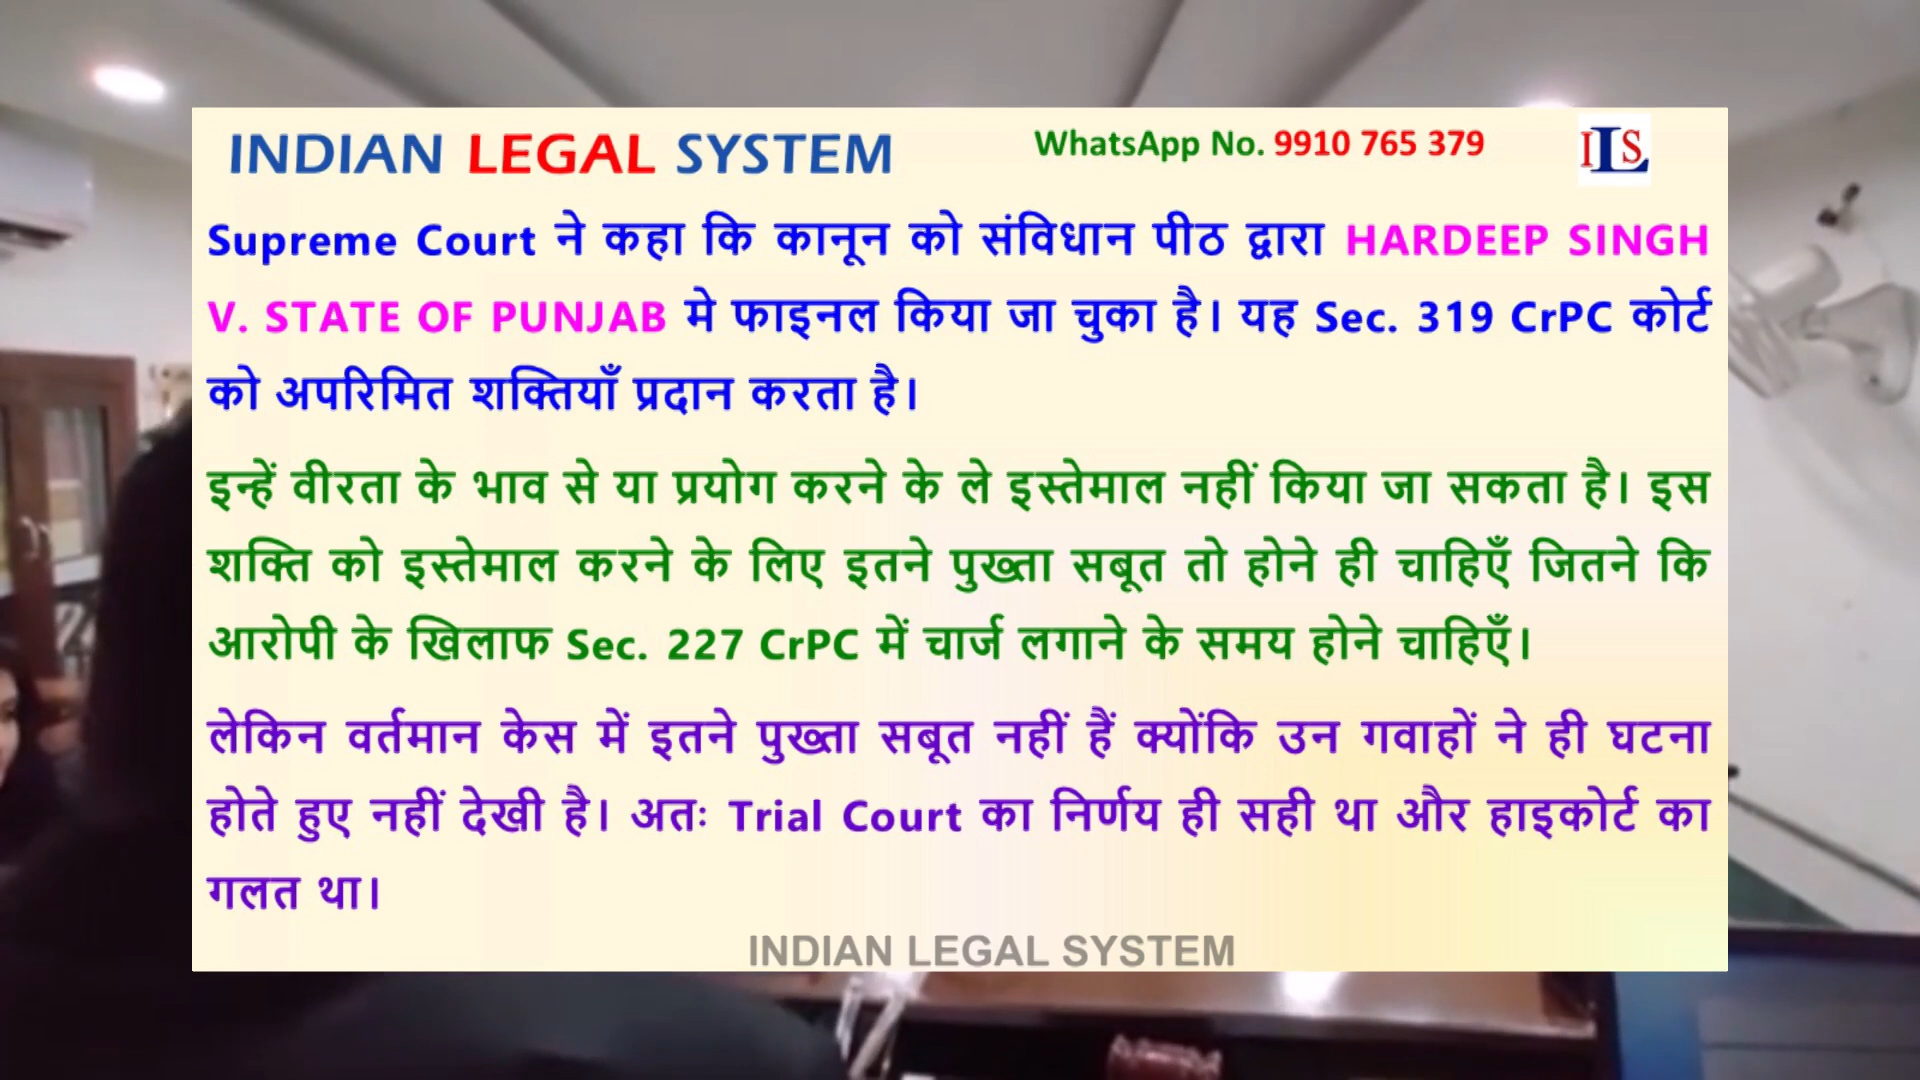 INDIAN LEGAL SYSTEM
WhatsApp No. 9910 765 379
ILS
Supreme Court ने कहा कि कानून को संविधान पीठ द्वारा HARDEEP SINGH
V. STATE OF PUNJAB मे फाइनल किया जा चुका है। यह Sec. 319 CrPC कोर्ट
को अपरिमित शक्तियाँ प्रदान करता है।
इन्हें वीरता के भाव से या प्रयोग करने के ले इस्तेमाल नहीं किया जा सकता है। इस
शक्ति को इस्तेमाल करने के लिए इतने पुख्ता सबूत तो होने ही चाहिएँ जितने कि
आरोपी के खिलाफ Sec. 227 CrPC में चार्ज लगाने के समय होने चाहिएँ।
लेकिन वर्तमान केस में इतने पुख्ता सबूत नहीं हैं क्योंकि उन गवाहों ने ही घटना
होते हुए नहीं देखी है। अतः Trial Court का निर्णय ही सही था और हाइकोर्ट का
गलत था।
INDIAN LEGAL SYSTEM